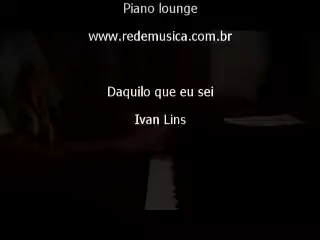 Piano lounge
www.redemusica.com.br
Daquilo que eu sei
Ivan Lins